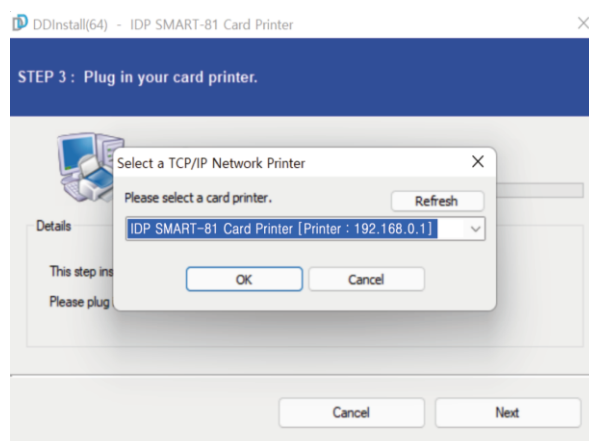 DDInstall(64) - IDP SMART-81 Card Printer
STEP 3 : Plug in your card printer.
Select a TCP/IP Network Printer
Please select a card printer.
Refresh
IDP SMART-81 Card Printer [Printer : 192.168.0.1]
OK
Cancel
Details
This step ins
Please plug
Cancel
Next